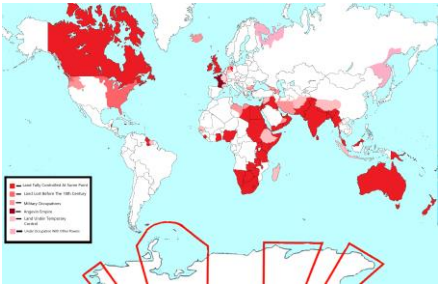 Land Fully Controlled At Some Point
Land Lost Before The 19th Century
Military Occupations
Angevin Empire
Land Under Temporary
Control
Under Occupation With Other Powers